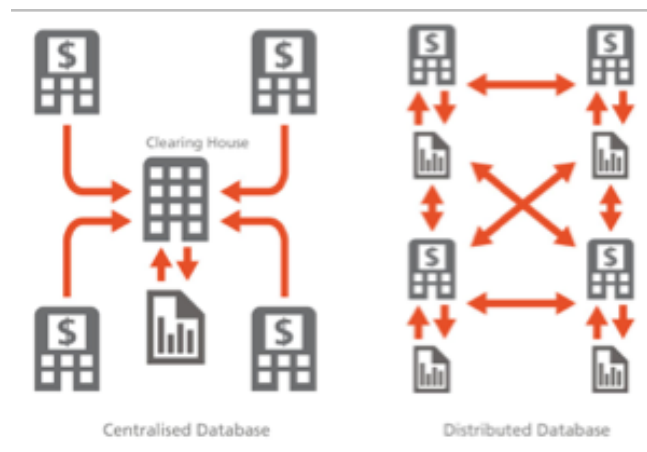 $
$
$
$
Clearing House
$
$
$
$
Centralised Database
Distributed Database